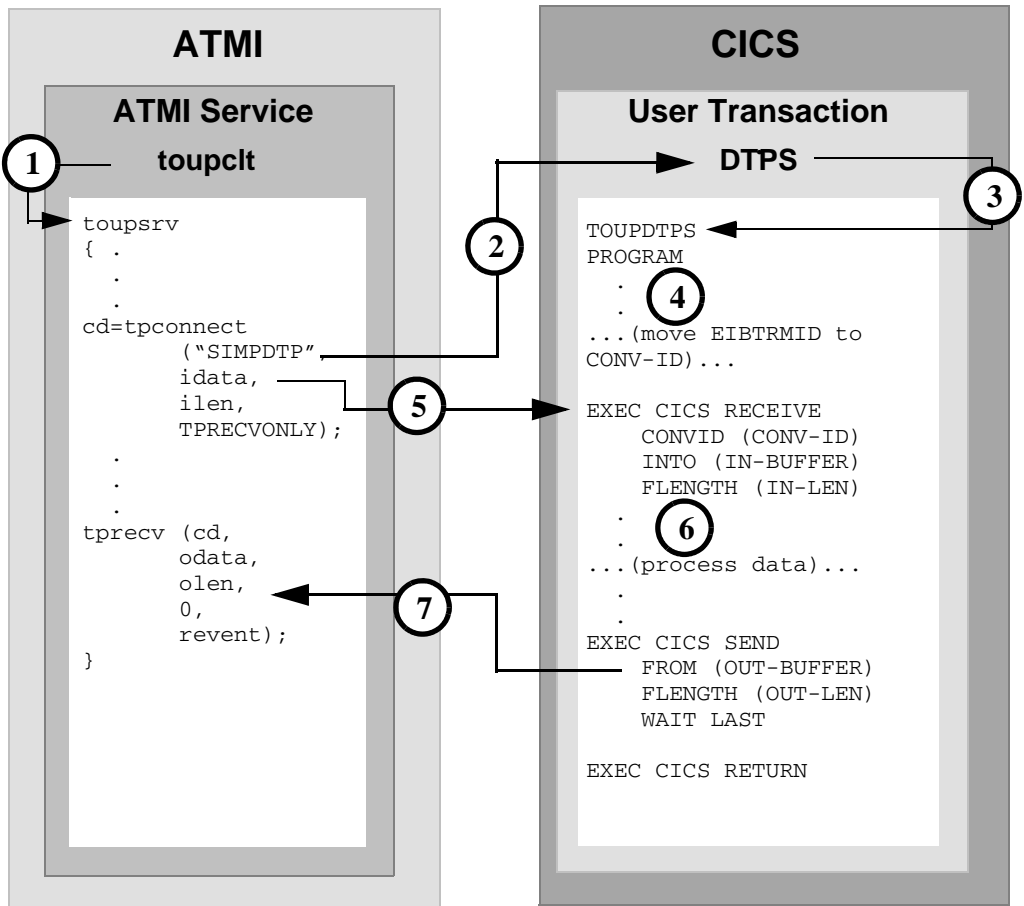 ATMI
ATMI Service
toupclt
1
toupsrv
{ .
.
.
cd=tpconnect
(“SIMPDTP”,
idata,
ilen,
TPRECVONLY);
.
.
.
tprecv (cd,
odata,
olen,
0,
revent);
}
2
5
7
CICS
User Transaction
DTPS
3
TOUPDTPS
PROGRAM
.
.
4
...(move EIBTRMID to
CONV-ID)...
EXEC CICS RECEIVE
CONVID (CONV-ID)
INTO (IN-BUFFER)
FLENGTH (IN-LEN)
.
.
6
...(process data)...
.
.
EXEC CICS SEND
FROM (OUT-BUFFER)
FLENGTH (OUT-LEN)
WAIT LAST
EXEC CICS RETURN